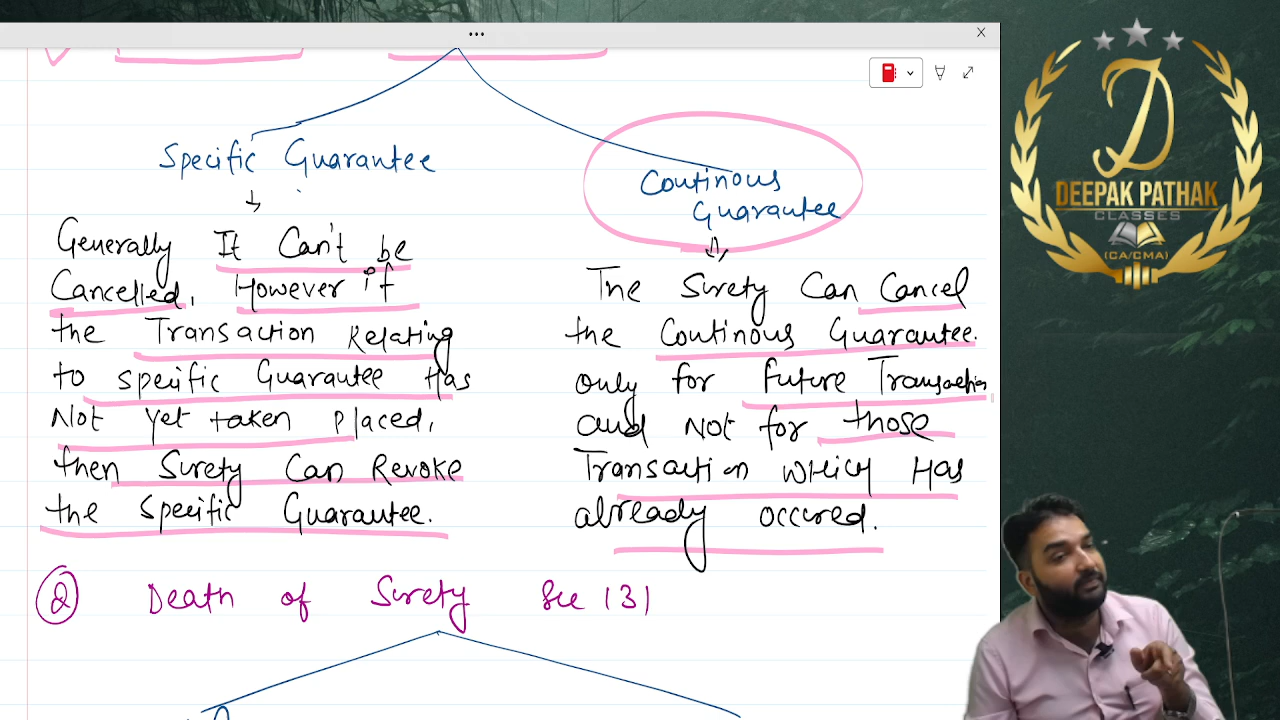 Specific Guarantee
Continous
Guarantee
Generally It Can't be
Cancelled, However if
the Transaction Relating
to specific Guarantee Has
Not yet taken placed,
then Surety Can Revoke
the Specific Guarantee.
The Surety Can Cancel
the Continous Guarantee.
only for future Transaction
and Not for those
Transaction which Has
already occured.
2 Death of Surety Sec 131
D
DEEPAK PATHAK
CLASSES
(CA/CMA)